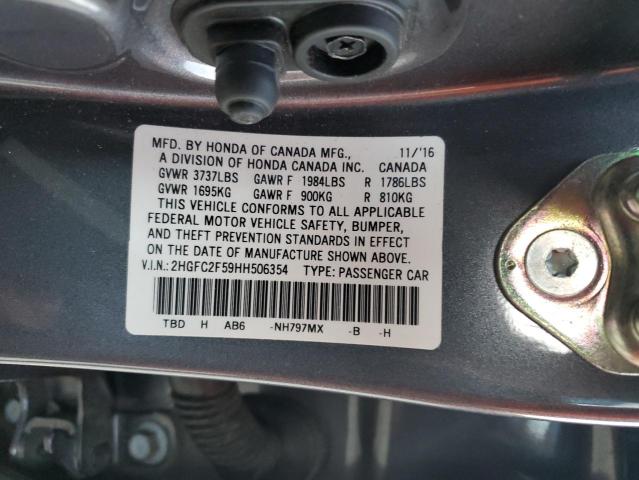 MFD. BY HONDA OF CANADA MFG., 11/'16
A DIVISION OF HONDA CANADA INC. CANADA
GVWR 3737LBS GAWR F 1984LBS R 1786LBS
GVWR 1695KG GAWR F 900KG R 810KG
THIS VEHICLE CONFORMS TO ALL APPLICABLE
FEDERAL MOTOR VEHICLE SAFETY, BUMPER,
AND THEFT PREVENTION STANDARDS IN EFFECT
ON THE DATE OF MANUFACTURE SHOWN ABOVE.
V.I.N.: 2HGFC2F59HH506354 TYPE: PASSENGER CAR
TBD H AB6 -NH797MX -B -H